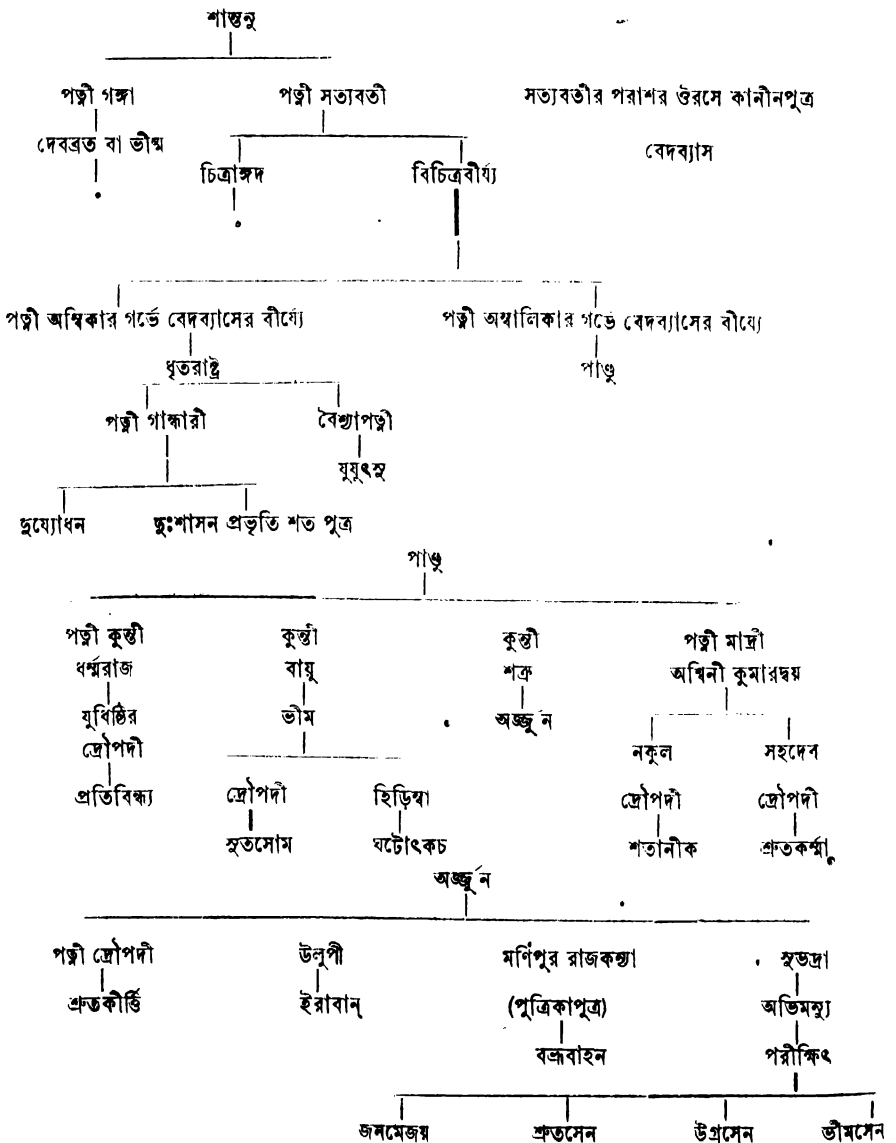 শান্তনু
পত্নী গঙ্গা পত্নী সত্যবতী সত্যবতীর পরাশর ঔরসে কানীনপুত্র
দেবব্রত বা ভীষ্ম বেদব্যাস
চিত্রাঙ্গদ বিচিত্রবীর্য্য
পত্নী অম্বিকার গর্ভে বেদব্যাসের বীর্য্যে পত্নী অম্বালিকার গর্ভে বেদব্যাসের বীর্য্যে
ধৃতরাষ্ট্র পাণ্ডু
পত্নী গান্ধারী বৈশ্যাপত্নী
যুযুৎসু
দুয্যোধন দুঃশাসন প্রভৃতি শত পুত্র
পাণ্ডু
পত্নী কুন্তী কুন্তী কুন্তী পত্নী মাদ্রী
ধর্ম্মরাজ বায়ু শক্র অশ্বিনী কুমারদ্বয়
যুধিষ্ঠির ভীম অর্জ্জুন
দ্রৌপদী নকুল সহদেব
প্রতিবিন্ধ্য দ্রৌপদী হিড়িম্বা দ্রৌপদী দ্রৌপদী
সুতসোম ঘটোৎকচ শতানীক শ্রুতকর্ম্মা
অর্জ্জুন
পত্নী দ্রৌপদী উলুপী মণিপুর রাজকন্যা সুভদ্রা
শ্রুতকীর্ত্তি ইরাবান্ (পুত্রিকাপুত্র) অভিমন্যু
বভ্রুবাহন পরীক্ষিৎ
জনমেজয় শ্রুতসেন উগ্রসেন ভীমসেন